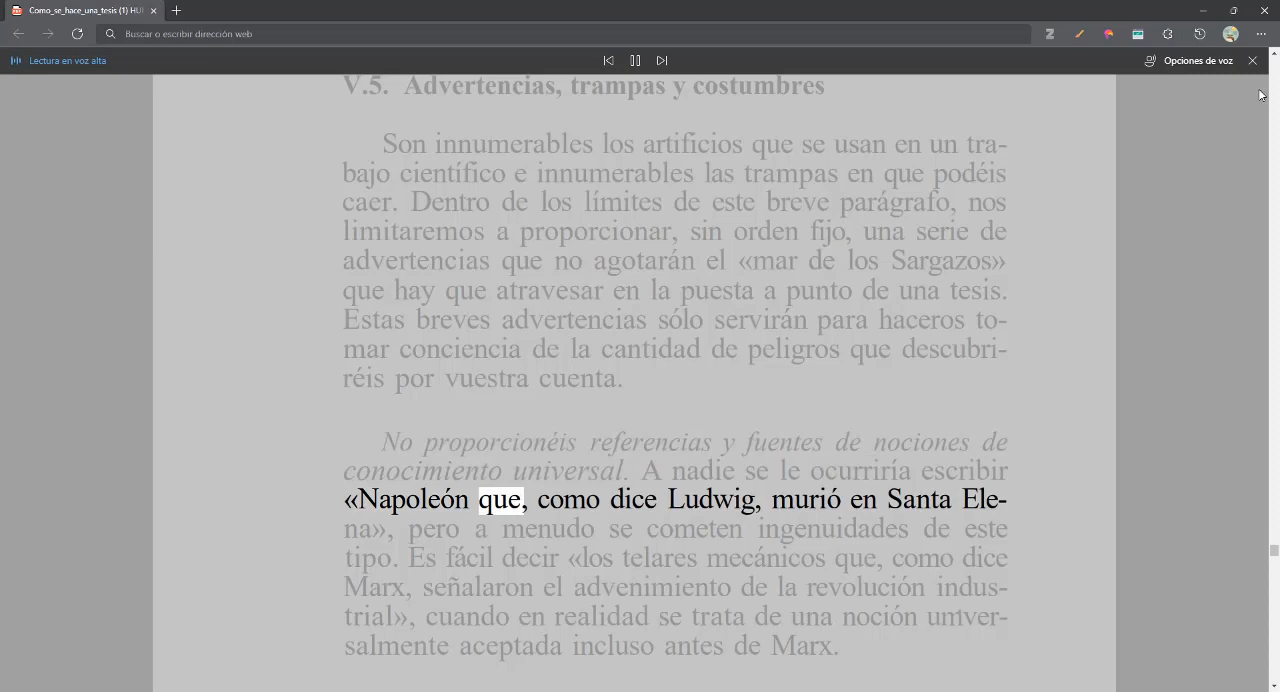 Como_se_hace_una_tesis (1) HU
Buscar o escribir dirección web
Lectura en voz alta
Opciones de voz
V.5. Advertencias, trampas y costumbres
Son innumerables los artificios que se usan en un tra-
bajo científico e innumerables las trampas en que podéis
caer. Dentro de los límites de este breve parágrafo, nos
limitaremos a proporcionar, sin orden fijo, una serie de
advertencias que no agotarán el «mar de los Sargazos»
que hay que atravesar en la puesta a punto de una tesis.
Estas breves advertencias sólo servirán para haceros to-
mar conciencia de la cantidad de peligros que descubri-
réis por vuestra cuenta.
No proporcionéis referencias y fuentes de nociones de
conocimiento universal. A nadie se le ocurriría escribir
«Napoleón que, como dice Ludwig, murió en Santa Ele-
na», pero a menudo se cometen ingenuidades de este
tipo. Es fácil decir «los telares mecánicos que, como dice
Marx, señalaron el advenimiento de la revolución indus-
trial», cuando en realidad se trata de una noción univer-
salmente aceptada incluso antes de Marx.